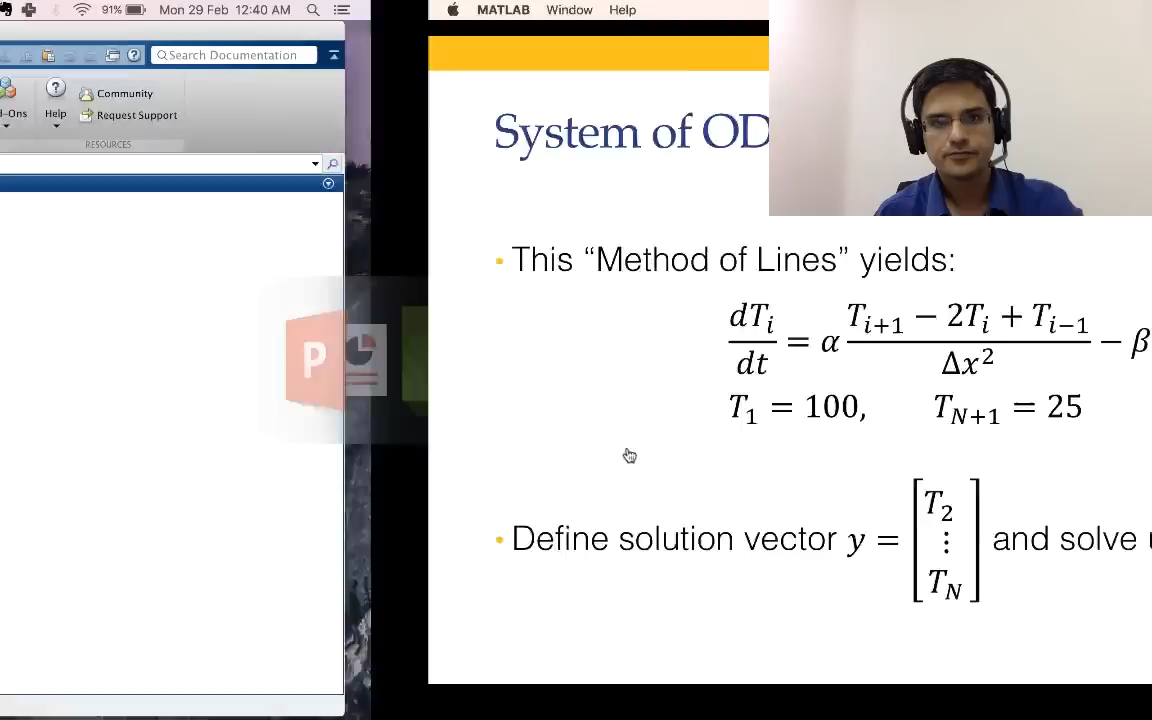 91% Mon 29 Feb 12:40 AM
MATLAB Window Help
Search Documentation
d-Ons
Help
Community
Request Support
RESOURCES
System of OD
• This “Method of Lines” yields:
dT_i/dt = α (T_{i+1} − 2T_i + T_{i−1})/Δx² − β
T_1 = 100, T_{N+1} = 25
P
• Define solution vector y = [T_2 ⋮ T_N] and solve u